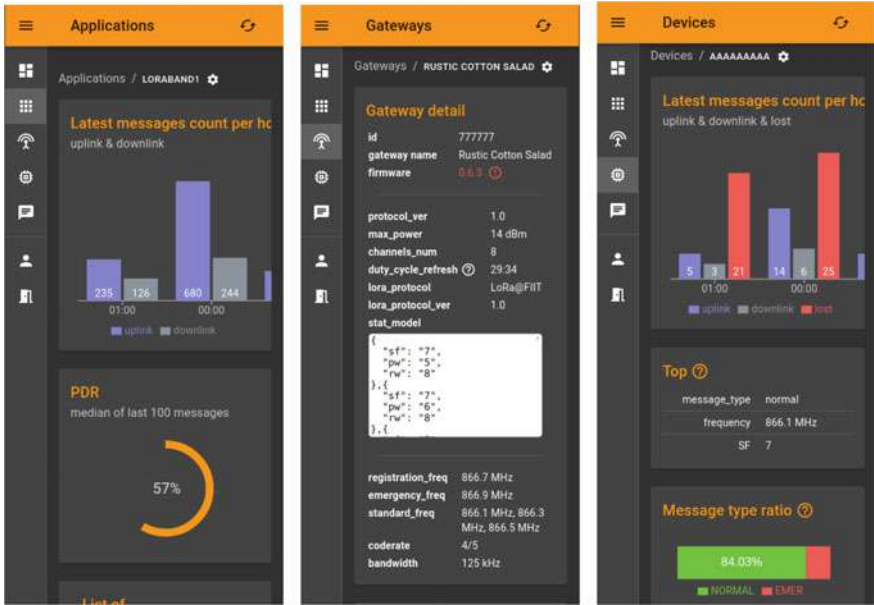 Applications
Applications / LORABAND1
Latest messages count per ho
uplink & downlink
235 126 680 244
01:00 00:00
uplink downlink
PDR
median of last 100 messages
57%
List of
Gateways
Gateways / RUSTIC COTTON SALAD
Gateway detail
id 777777
gateway name Rustic Cotton Salad
firmware 0.6.3
protocol_ver 1.0
max_power 14 dBm
channels_num 8
duty_cycle_refresh 29:34
lora_protocol LoRa@FIIT
lora_protocol_ver 1.0
stat_model
{
"sf": "7",
"pw": "5",
"rw": "8"
},{
"sf": "7",
"pw": "6",
"rw": "8"
},{
registration_freq 866.7 MHz
emergency_freq 866.9 MHz
standard_freq 866.1 MHz, 866.3
MHz, 866.5 MHz
coderate 4/5
bandwidth 125 kHz
Devices
Devices / AAAAAAAAA
Latest messages count per ho
uplink & downlink & lost
5 3 21 14 6 25
01:00 00:00
uplink downlink lost
Top
message_type normal
frequency 866.1 MHz
SF 7
Message type ratio
84.03%
NORMAL EMER